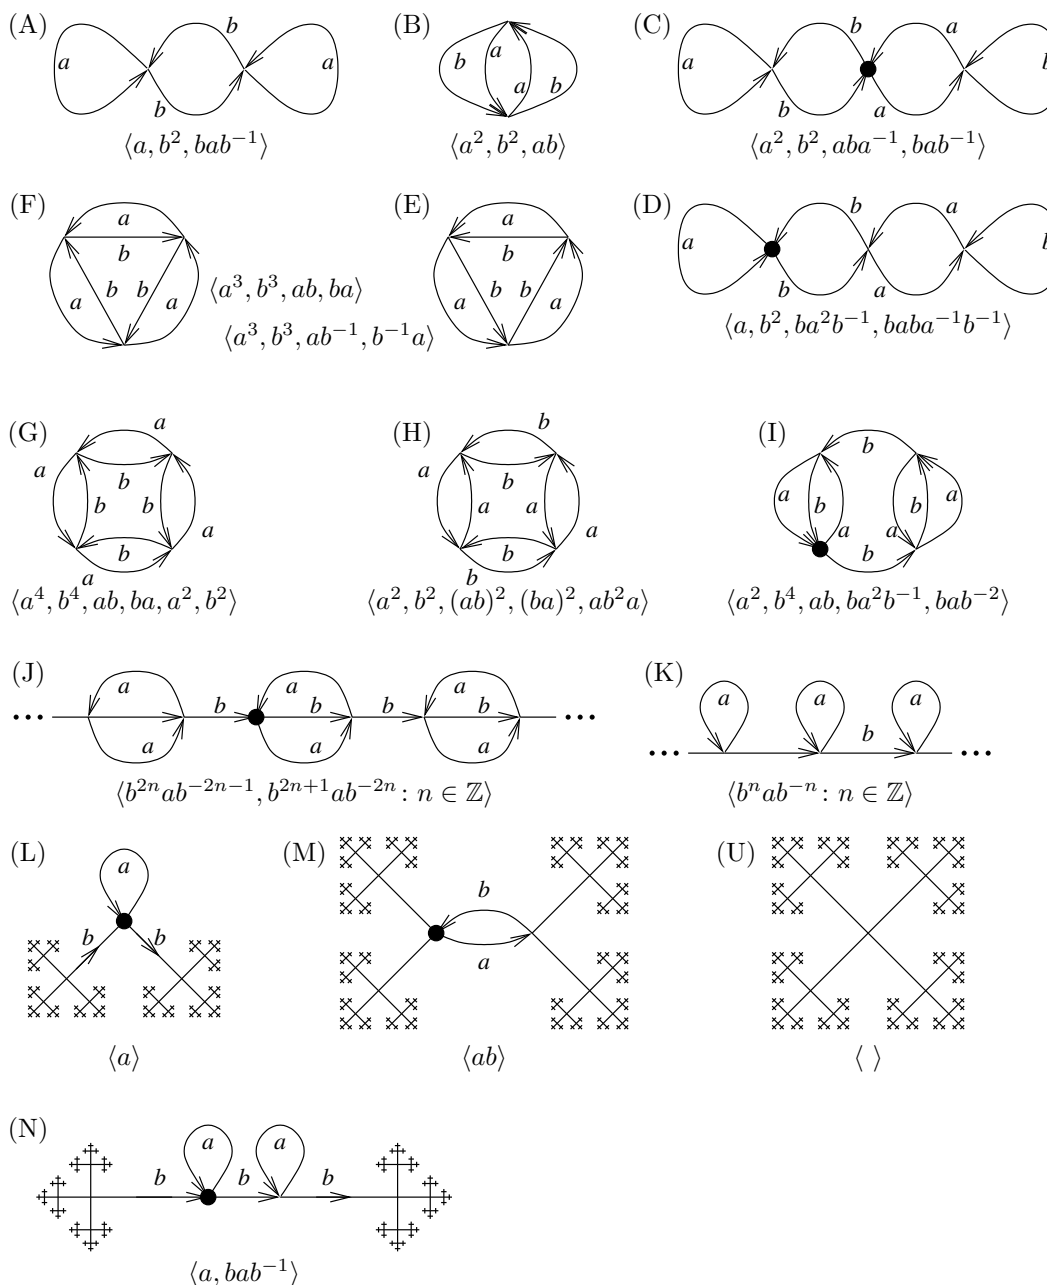 (A) a b b
⟨a, b², bab⁻¹⟩
(B) b a a b
⟨a², b², ab⟩
(C) a b b a a b
⟨a², b², aba⁻¹, bab⁻¹⟩
(F) a b b b a a
⟨a³, b³, ab, ba⟩
(E) a b b b a a
⟨a³, b³, ab⁻¹, b⁻¹a⟩
(D) a b b a a b
⟨a, b², ba²b⁻¹, baba⁻¹b⁻¹⟩
(G) a a b b b b a a
⟨a⁴, b⁴, ab, ba, a², b²⟩
(H) b a b a a b a b
⟨a², b², (ab)², (ba)², ab²a⟩
(I) b a b a a b a b
⟨a², b⁴, ab, ba²b⁻¹, bab⁻²⟩
(J) ••• a a b a b a b a b a •••
⟨b²ⁿab⁻²ⁿ⁻¹, b²ⁿ⁺¹ab⁻²ⁿ : n ∈ ℤ⟩
(K) ••• a a b a •••
⟨bⁿab⁻ⁿ : n ∈ ℤ⟩
(L) a b b
⟨a⟩
(M) b a
⟨ab⟩
(U)
⟨ ⟩
(N) b a b a b
⟨a, bab⁻¹⟩